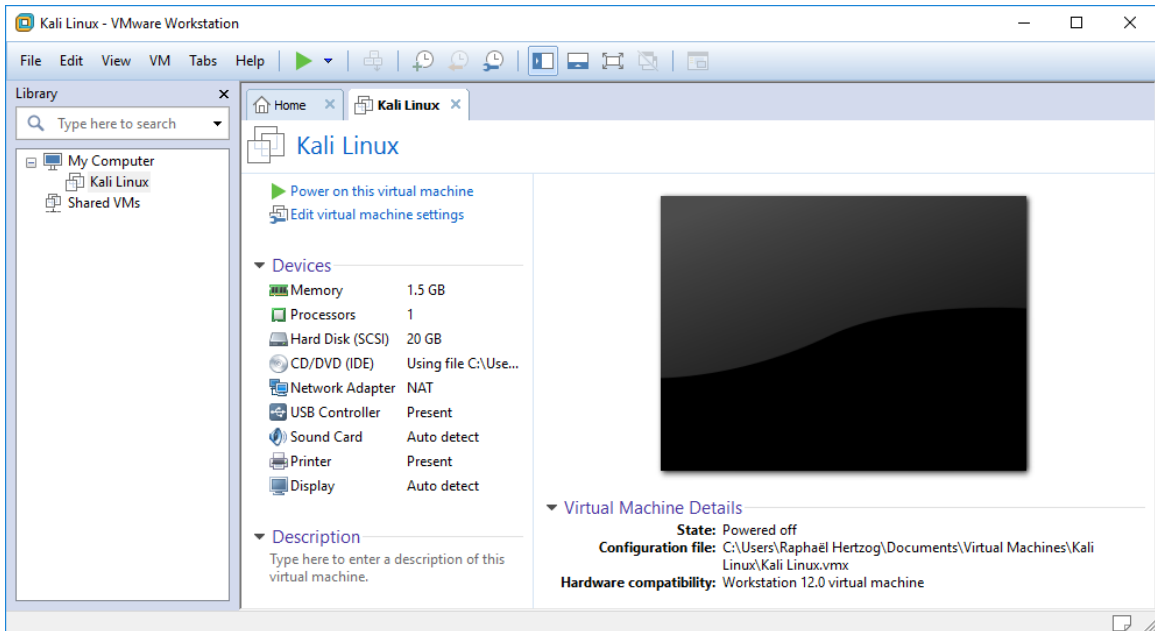 Kali Linux - VMware Workstation
File Edit View VM Tabs Help
Library
Type here to search
My Computer
Kali Linux
Shared VMs
Home
Kali Linux
Kali Linux
Power on this virtual machine
Edit virtual machine settings
Devices
Memory 1.5 GB
Processors 1
Hard Disk (SCSI) 20 GB
CD/DVD (IDE) Using file C:\Use...
Network Adapter NAT
USB Controller Present
Sound Card Auto detect
Printer Present
Display Auto detect
Description
Type here to enter a description of this
virtual machine.
Virtual Machine Details
State: Powered off
Configuration file: C:\Users\Raphaël Hertzog\Documents\Virtual Machines\Kali
Linux\Kali Linux.vmx
Hardware compatibility: Workstation 12.0 virtual machine